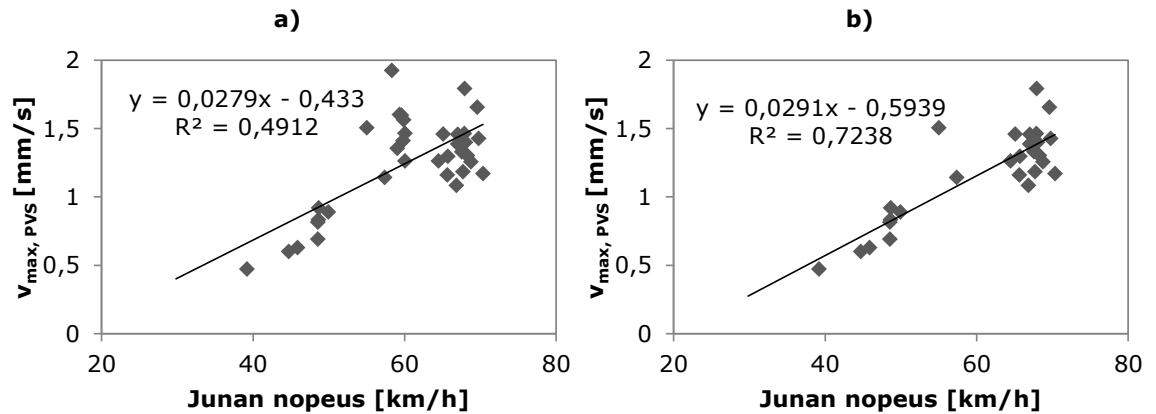 a)
v max, PVS [mm/s]
2
1,5
1
0,5
0
y = 0,0279x - 0,433
R² = 0,4912
20 40 60 80
Junan nopeus [km/h]
b)
v max, PVS [mm/s]
2
1,5
1
0,5
0
y = 0,0291x - 0,5939
R² = 0,7238
20 40 60 80
Junan nopeus [km/h]